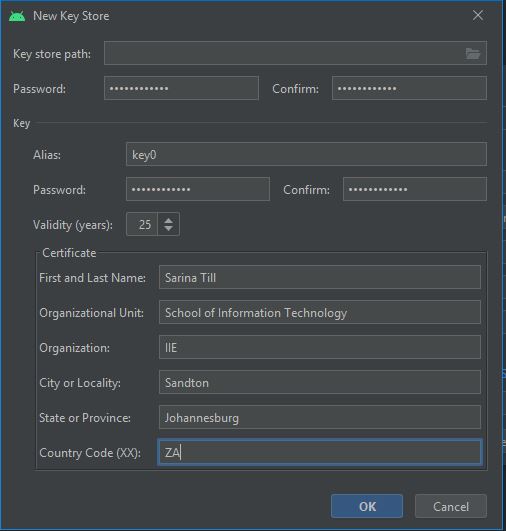 New Key Store
Key store path:
Password: •••••••••••• Confirm: ••••••••••••
Key
Alias: key0
Password: •••••••••••• Confirm: ••••••••••••
Validity (years): 25
Certificate
First and Last Name: Sarina Till
Organizational Unit: School of Information Technology
Organization: IIE
City or Locality: Sandton
State or Province: Johannesburg
Country Code (XX): ZA
OK Cancel